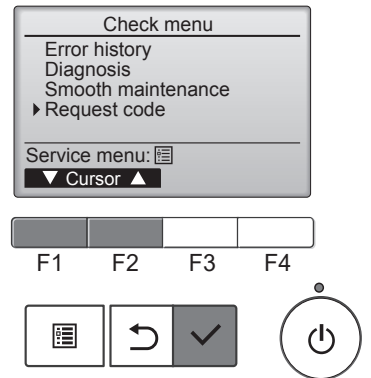 Check menu
Error history
Diagnosis
Smooth maintenance
Request code
Service menu:
▼ Cursor ▲
F1 F2 F3 F4